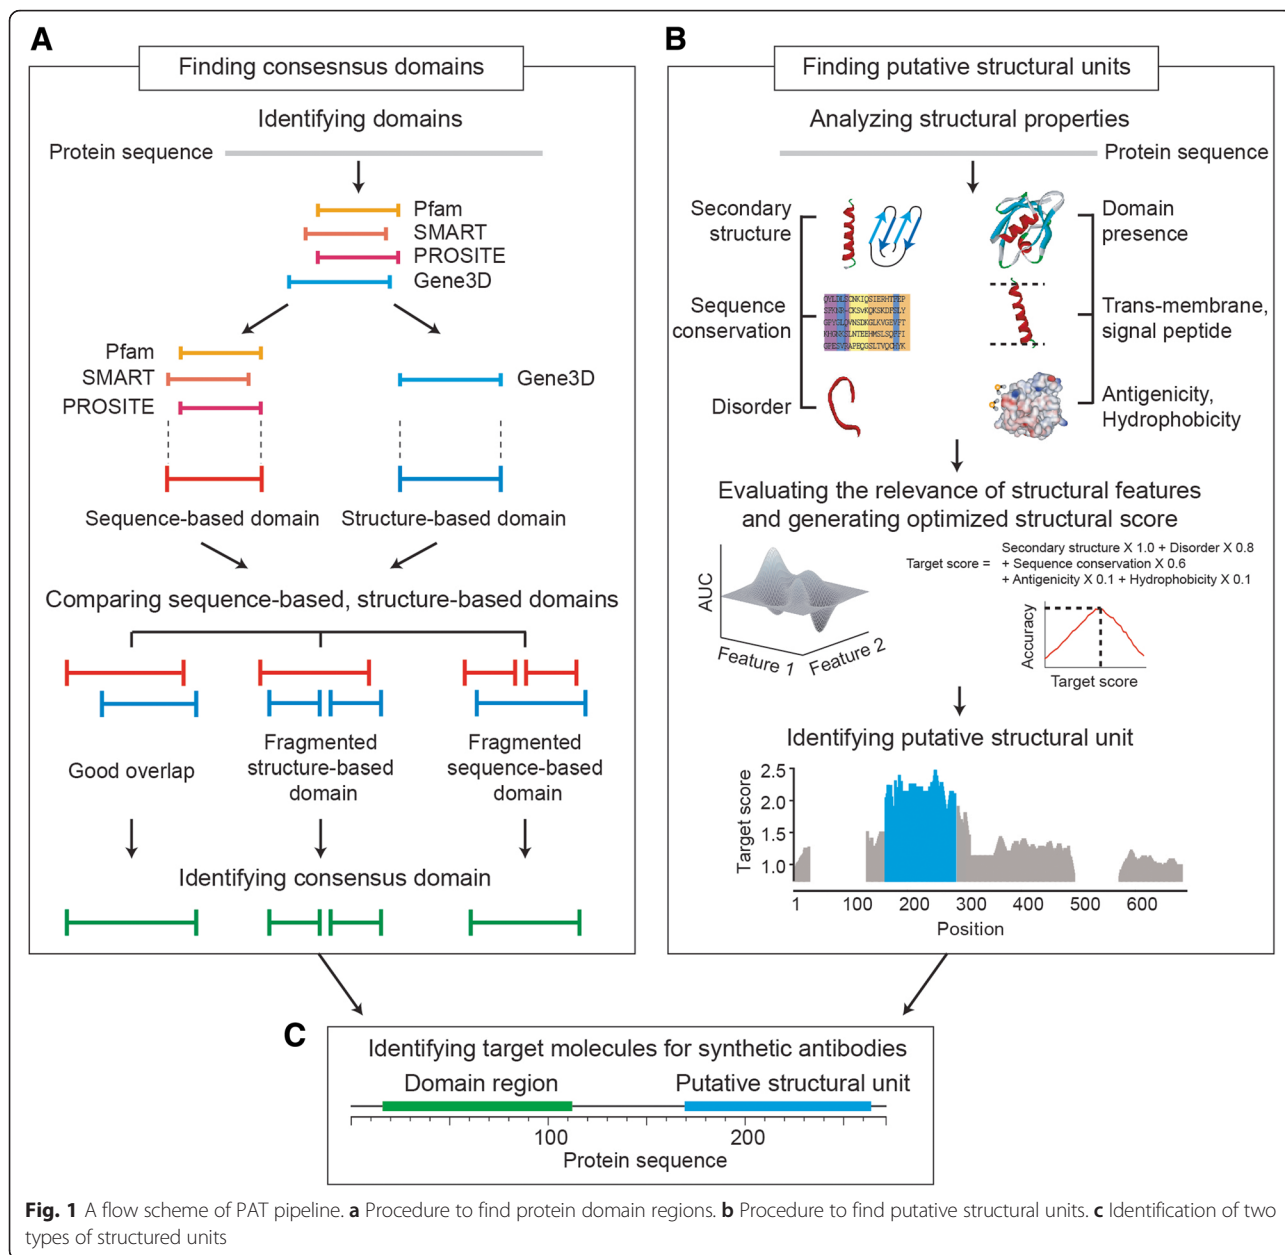 A
Finding consesnsus domains
Identifying domains
Protein sequence
Pfam
SMART
PROSITE
Gene3D
Pfam
SMART
PROSITE
Gene3D
Sequence-based domain
Structure-based domain
Comparing sequence-based, structure-based domains
Good overlap
Fragmented
structure-based
domain
Fragmented
sequence-based
domain
Identifying consensus domain
B
Finding putative structural units
Analyzing structural properties
Protein sequence
Secondary
structure
Domain
presence
Sequence
conservation
Trans-membrane,
signal peptide
Disorder
Antigenicity,
Hydrophobicity
Evaluating the relevance of structural features
and generating optimized structural score
AUC
Feature 1
Feature 2
Target score =
Secondary structure X 1.0 + Disorder X 0.8
+ Sequence conservation X 0.6
+ Antigenicity X 0.1 + Hydrophobicity X 0.1
Accuracy
Target score
Identifying putative structural unit
Target score
2.5
2.0
1.5
1.0
1 100 200 300 400 500 600
Position
C
Identifying target molecules for synthetic antibodies
Domain region
Putative structural unit
100 200
Protein sequence
Fig. 1 A flow scheme of PAT pipeline. a Procedure to find protein domain regions. b Procedure to find putative structural units. c Identification of two
types of structured units